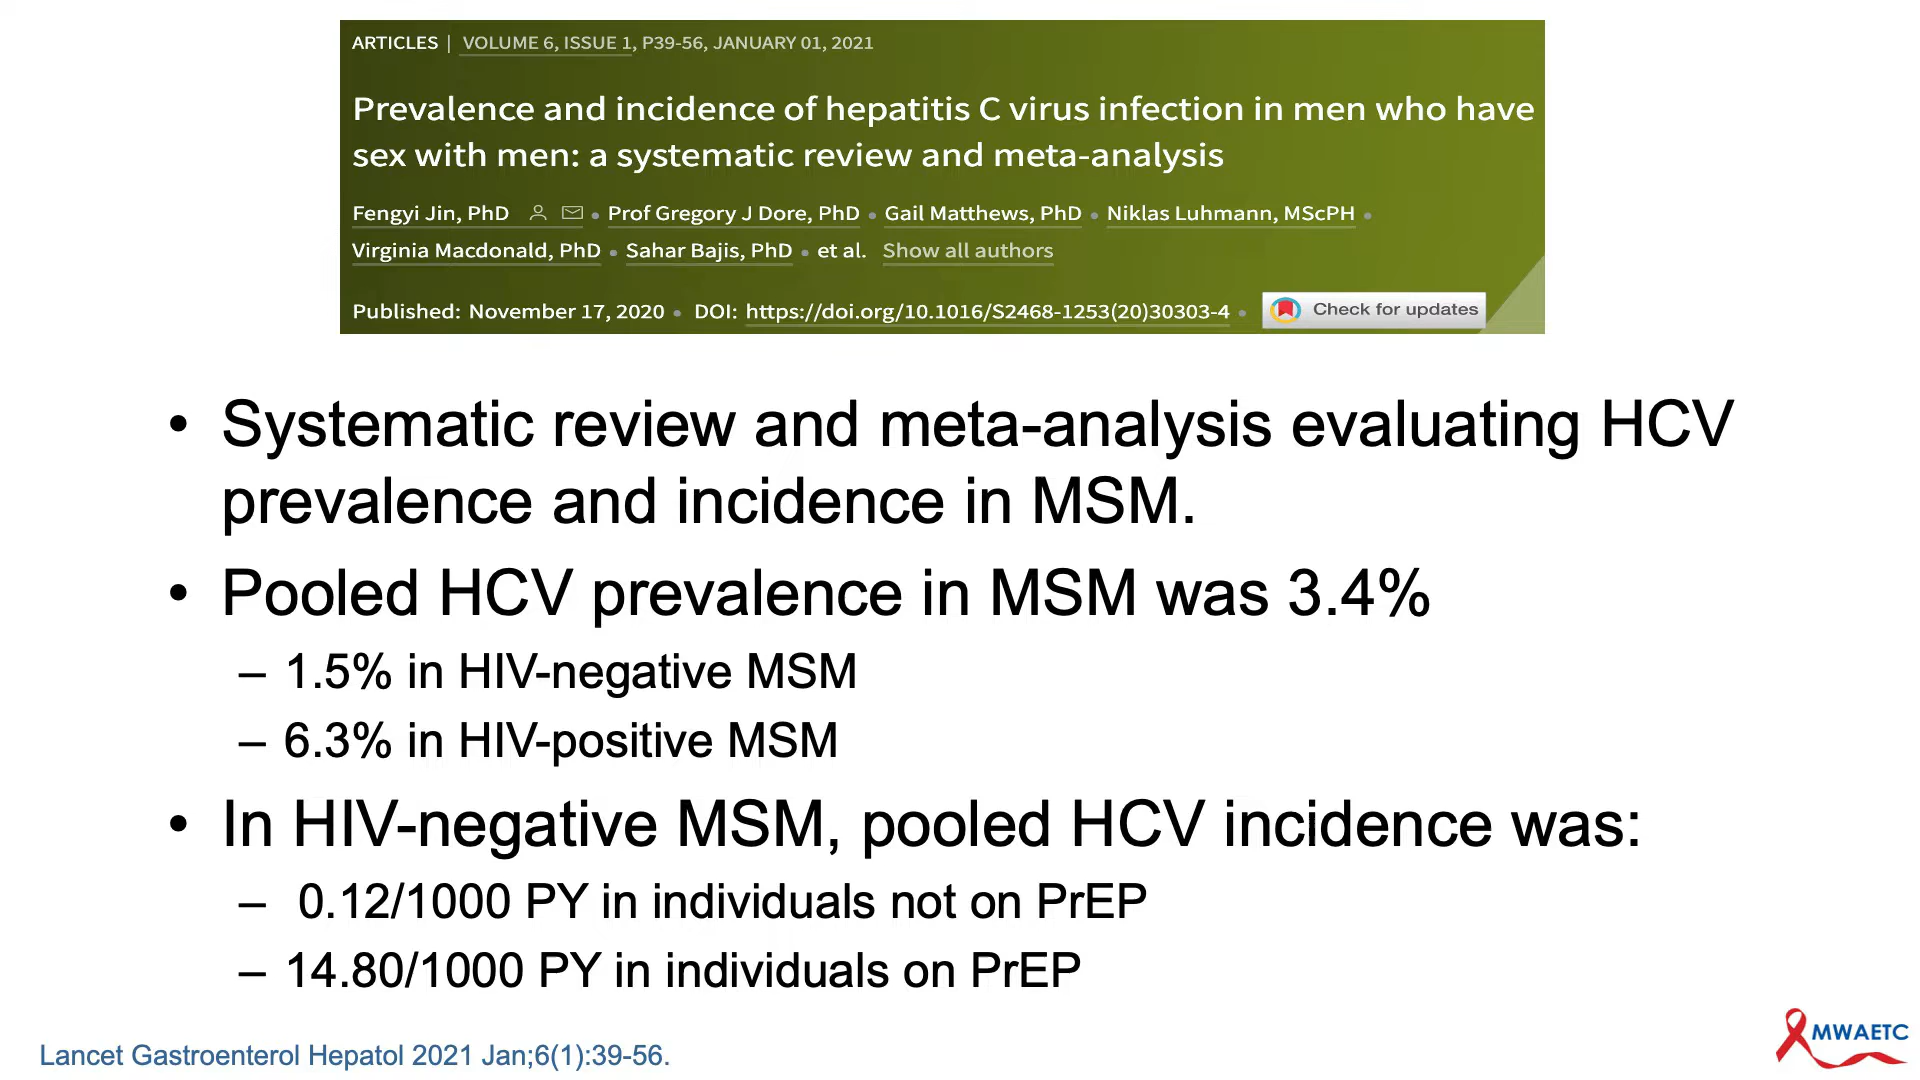 ARTICLES | VOLUME 6, ISSUE 1, P39-56, JANUARY 01, 2021
Prevalence and incidence of hepatitis C virus infection in men who have
sex with men: a systematic review and meta-analysis
Fengyi Jin, PhD • Prof Gregory J Dore, PhD • Gail Matthews, PhD • Niklas Luhmann, MScPH •
Virginia Macdonald, PhD • Sahar Bajis, PhD • et al. Show all authors
Published: November 17, 2020 • DOI: https://doi.org/10.1016/S2468-1253(20)30303-4 • Check for updates
• Systematic review and meta-analysis evaluating HCV
prevalence and incidence in MSM.
• Pooled HCV prevalence in MSM was 3.4%
– 1.5% in HIV-negative MSM
– 6.3% in HIV-positive MSM
• In HIV-negative MSM, pooled HCV incidence was:
– 0.12/1000 PY in individuals not on PrEP
– 14.80/1000 PY in individuals on PrEP
Lancet Gastroenterol Hepatol 2021 Jan;6(1):39-56.
MWAETC